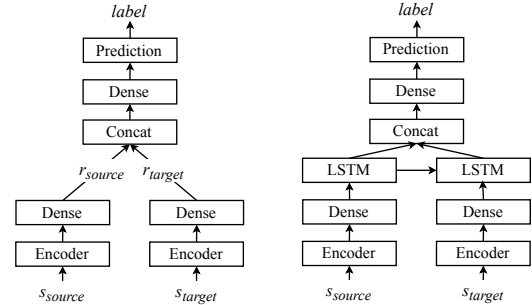 label
Prediction
Dense
Concat
r_source r_target
Dense Dense
Encoder Encoder
s_source s_target
label
Prediction
Dense
Concat
LSTM LSTM
Dense Dense
Encoder Encoder
s_source s_target